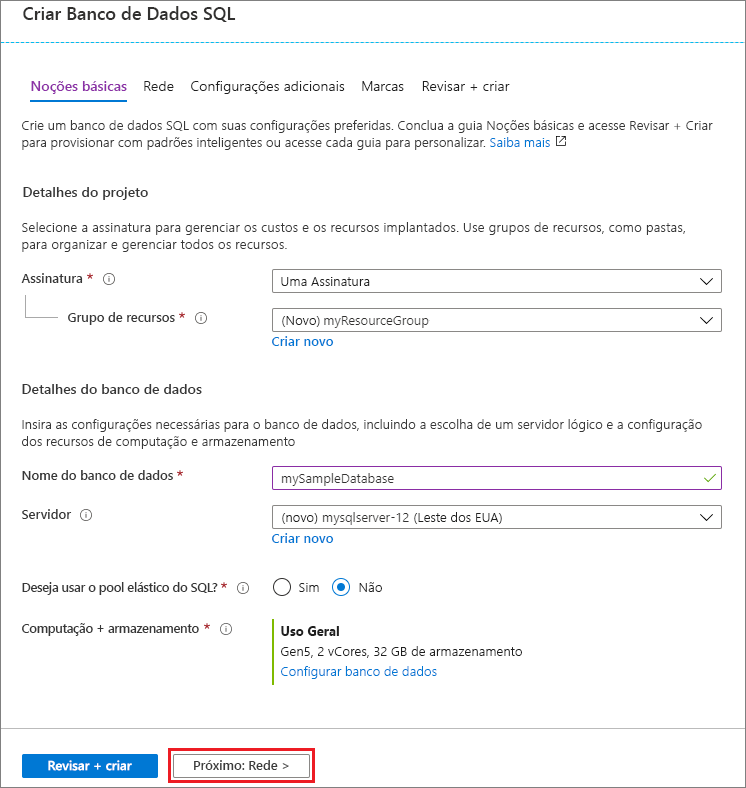 Criar Banco de Dados SQL
Noções básicas Rede Configurações adicionais Marcas Revisar + criar
Crie um banco de dados SQL com suas configurações preferidas. Conclua a guia Noções básicas e acesse Revisar + Criar
para provisionar com padrões inteligentes ou acesse cada guia para personalizar. Saiba mais
Detalhes do projeto
Selecione a assinatura para gerenciar os custos e os recursos implantados. Use grupos de recursos, como pastas,
para organizar e gerenciar todos os recursos.
Assinatura * Uma Assinatura
Grupo de recursos * (Novo) myResourceGroup
Criar novo
Detalhes do banco de dados
Insira as configurações necessárias para o banco de dados, incluindo a escolha de um servidor lógico e a configuração
dos recursos de computação e armazenamento
Nome do banco de dados * mySampleDatabase
Servidor (novo) mysqlserver-12 (Leste dos EUA)
Criar novo
Deseja usar o pool elástico do SQL? * Sim Não
Computação + armazenamento * Uso Geral
Gen5, 2 vCores, 32 GB de armazenamento
Configurar banco de dados
Revisar + criar Próximo: Rede >